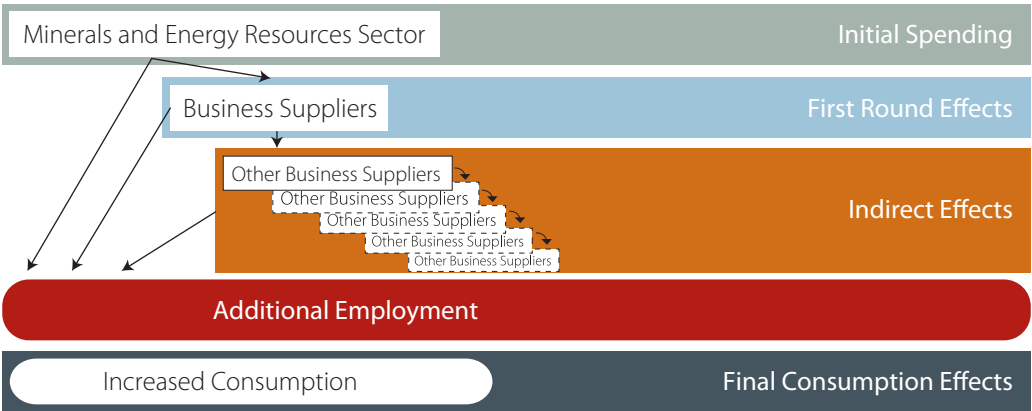 Minerals and Energy Resources Sector
Initial Spending
Business Suppliers
First Round Effects
Other Business Suppliers
Other Business Suppliers
Other Business Suppliers
Other Business Suppliers
Other Business Suppliers
Indirect Effects
Additional Employment
Increased Consumption
Final Consumption Effects